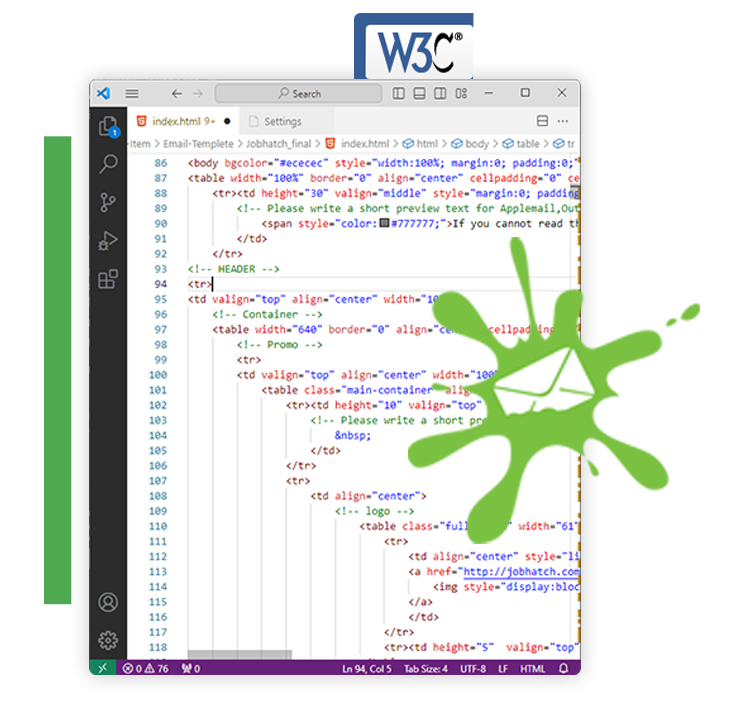 W3C®
Search
index.html 9+ Settings
1
-Item > Email-Templete > Jobhatch_final > index.html > html > body > table > tr
86 <body bgcolor="#ececec" style="width:100%; margin:0; padding:0;"
87 <table width="100%" border="0" align="center" cellpadding="0" ce
88 <tr><td height="30" valign="middle" style="margin:0; padding
89 <!-- Please write a short preview text for Applemail,Out
90 <span style="color:#777777;">If you cannot read th
91 </td>
92 </tr>
93 <!-- HEADER -->
94 <tr>
95 <td valign="top" align="center" width="10
96 <!-- Container -->
97 <table width="640" border="0" align="ce cellpadding
98 <!-- Promo -->
99 <tr>
100 <td valign="top" align="center" width="100
101 <table class="main-container" alig
102 <tr><td height="10" valign="top"
103 <!-- Please write a short pre
104 &nbsp;
105 </td>
106 </tr>
107 <tr>
108 <td align="center">
109 <!-- logo -->
110 <table class="full width="61"
111 <tr>
112 <td align="center" style="li
113 <a href="http://jobhatch.com
114 <img style="display:bloc
115 </a>
116 </td>
117 </tr>
118 <tr><td height="5" valign="top"
0 76 0 Ln 94, Col 5 Tab Size: 4 UTF-8 LF HTML